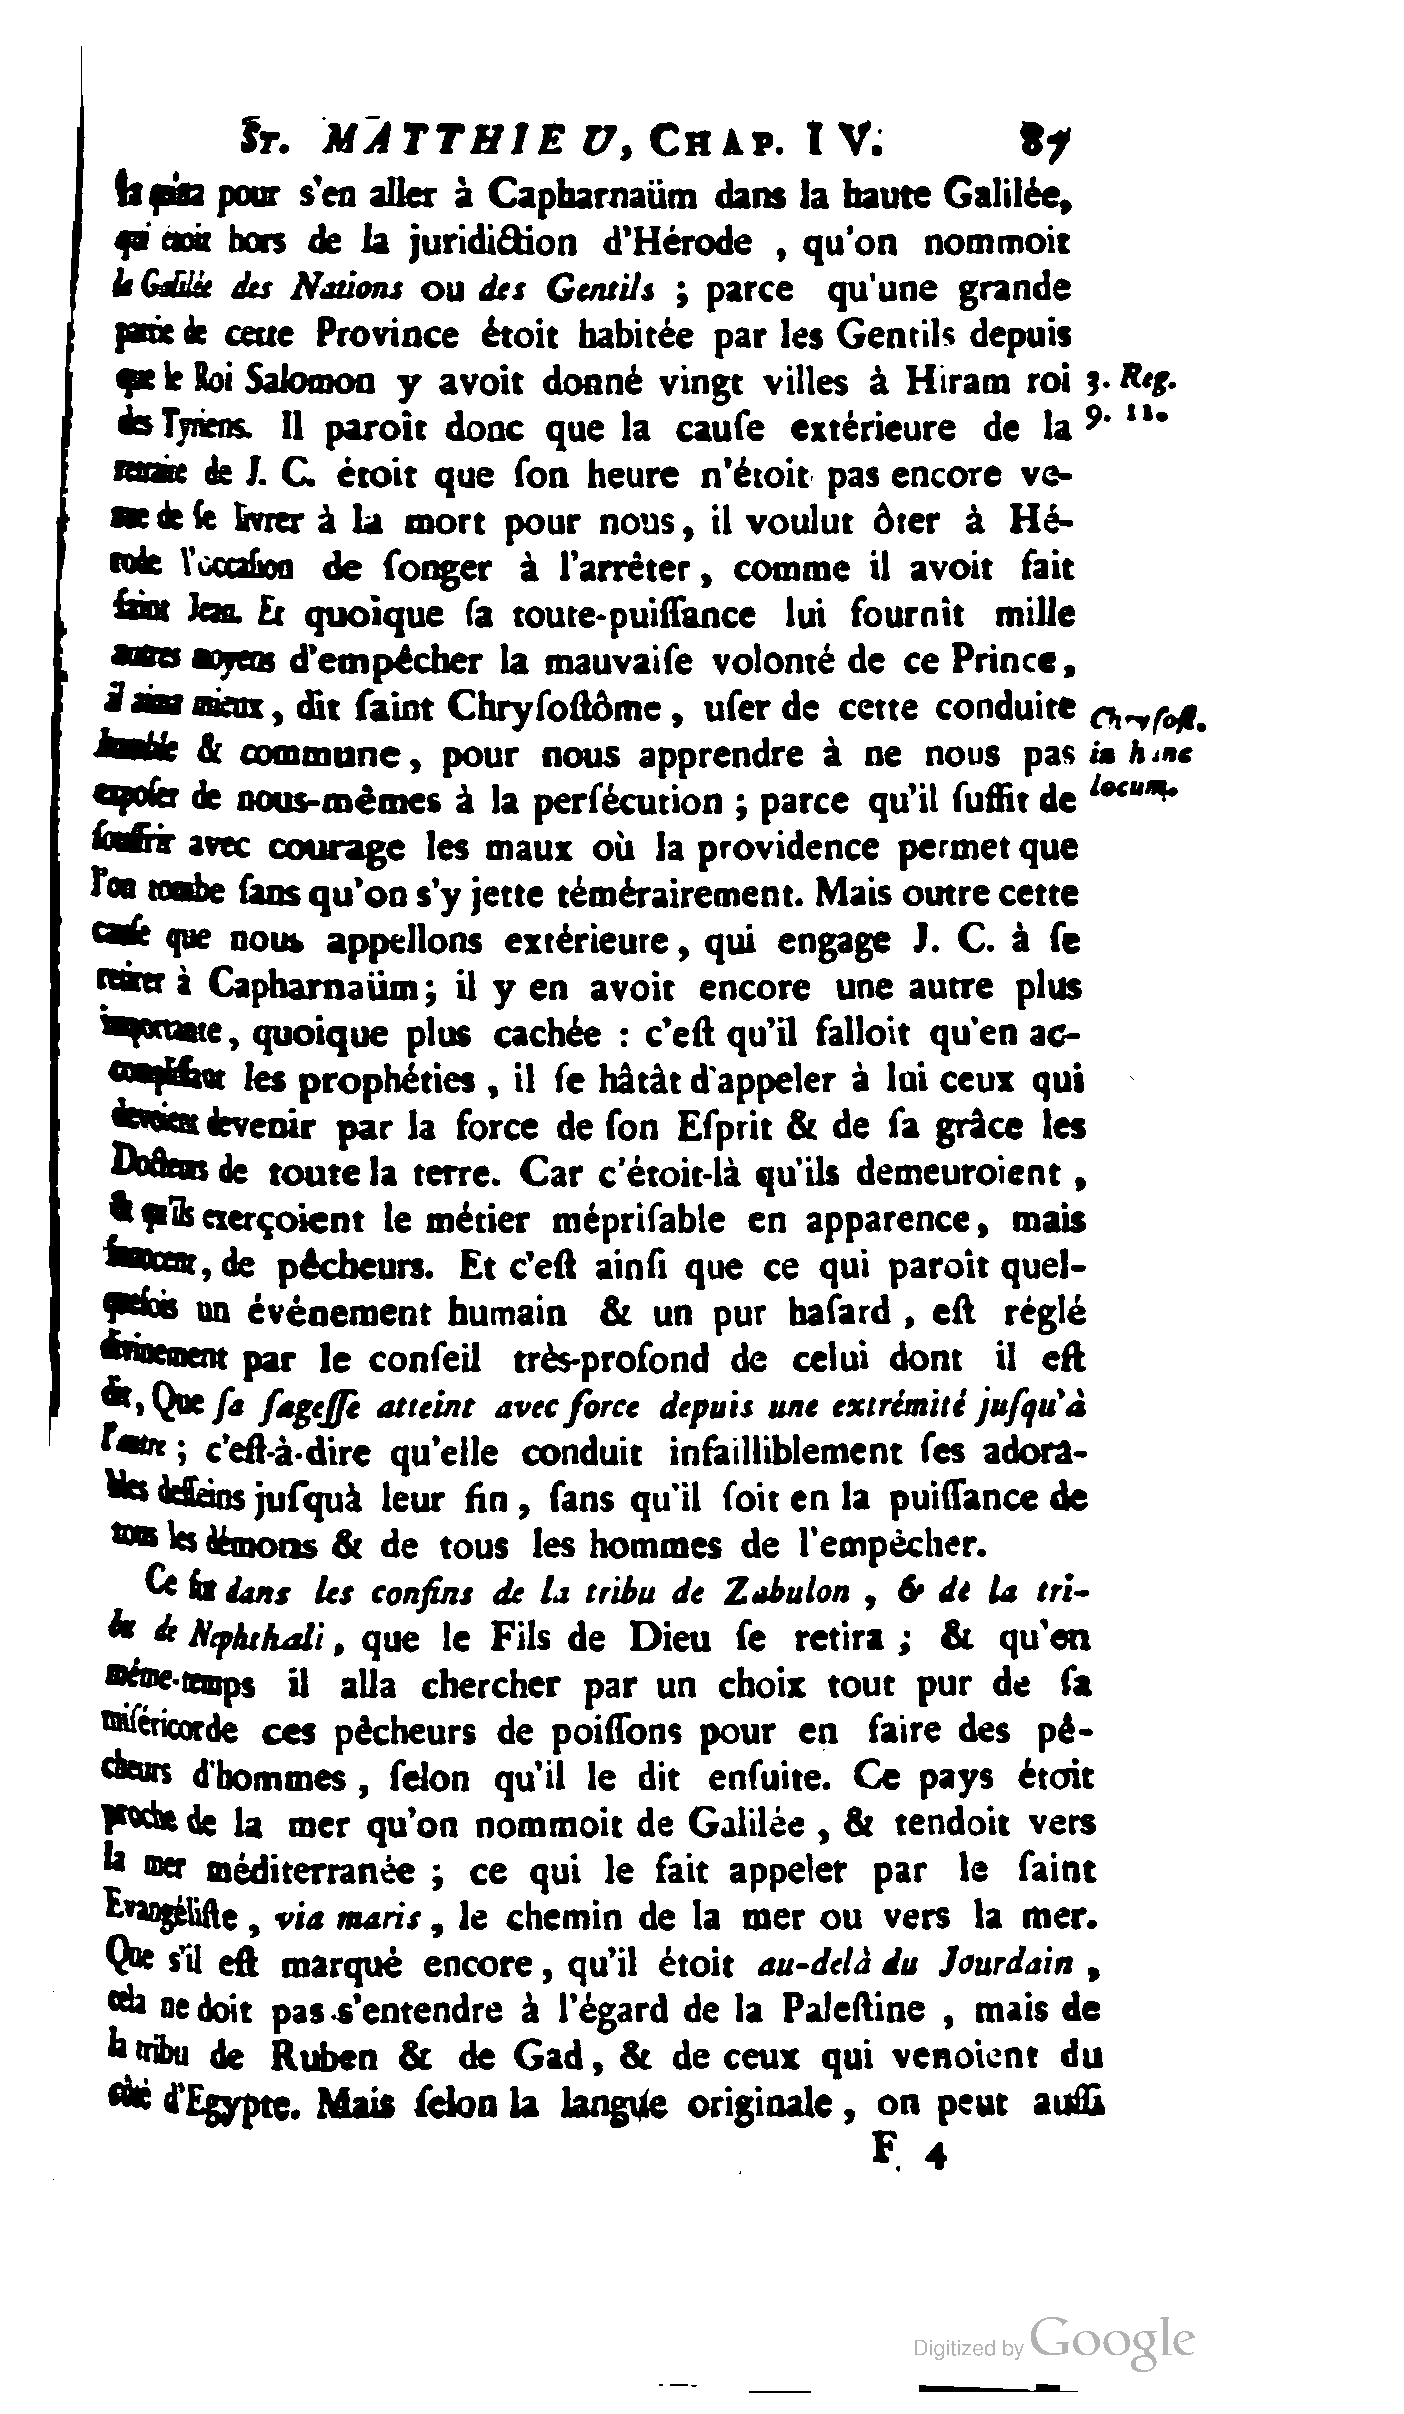 ST. MATTHIEU, CHAP. IV. 87
la quitta pour s'en aller à Capharnaüm dans la haute Galilée,
qui étoit hors de la juridiction d'Hérode , qu'on nommoit
la Galilée des Nations ou des Gentils ; parce qu'une grande
partie de cette Province étoit habitée par les Gentils depuis
que le Roi Salomon y avoit donné vingt villes à Hiram roi
3. Reg.
9. 11.
des Tyriens. Il paroît donc que la cauſe extérieure de la
retraite de J. C. étoit que ſon heure n'étoit pas encore ve-
nue de ſe livrer à la mort pour nous, il voulut ôter à Hé-
rode l'occaſion de ſonger à l'arrêter, comme il avoit fait
ſaint Jean. Et quoique ſa toute-puiſſance lui fournît mille
autres moyens d'empêcher la mauvaiſe volonté de ce Prince,
il aima mieux, dit ſaint Chryſoſtôme, uſer de cette conduite
Chryſoſt.
in hunc
locum.
humble & commune, pour nous apprendre à ne nous pas
expoſer de nous-mêmes à la perſécution ; parce qu'il ſuffit de
ſouffrir avec courage les maux où la providence permet que
l'on tombe ſans qu'on s'y jette témérairement. Mais outre cette
cauſe que nous appellons extérieure, qui engage J. C. à ſe
retirer à Capharnaüm; il y en avoit encore une autre plus
importante, quoique plus cachée : c'eſt qu'il falloit qu'en ac-
compliſſant les prophéties , il ſe hâtât d'appeler à lui ceux qui
devoient devenir par la force de ſon Eſprit & de ſa grâce les
Docteurs de toute la terre. Car c'étoit-là qu'ils demeuroient ,
& qu'ils exerçoient le métier mépriſable en apparence, mais
innocent, de pêcheurs. Et c'eſt ainſi que ce qui paroît quel-
quefois un événement humain & un pur haſard , eſt réglé
divinement par le conſeil très-profond de celui dont il eſt
dit, Que ſa ſageſſe atteint avec force depuis une extrémité juſqu'à
l'autre ; c'eſt-à-dire qu'elle conduit infailliblement ſes adora-
bles deſſeins juſquà leur fin , ſans qu'il ſoit en la puiſſance de
tous les démons & de tous les hommes de l'empêcher.
Ce fut dans les confins de la tribu de Zabulon , & de la tri-
bu de Nephthali, que le Fils de Dieu ſe retira ; & qu'en
même-temps il alla chercher par un choix tout pur de ſa
miſéricorde ces pêcheurs de poiſſons pour en faire des pê-
cheurs d'hommes , ſelon qu'il le dit enſuite. Ce pays étoit
proche de la mer qu'on nommoit de Galilée , & tendoit vers
la mer méditerranée ; ce qui le fait appeler par le ſaint
Evangéliſte , via maris, le chemin de la mer ou vers la mer.
Que s'il eſt marqué encore, qu'il étoit au-delà du Jourdain ,
cela ne doit pas s'entendre à l'égard de la Paleſtine , mais de
la tribu de Ruben & de Gad, & de ceux qui venoient du
côté d'Egypte. Mais ſelon la langue originale, on peut auſſi
F 4
Digitized by Google